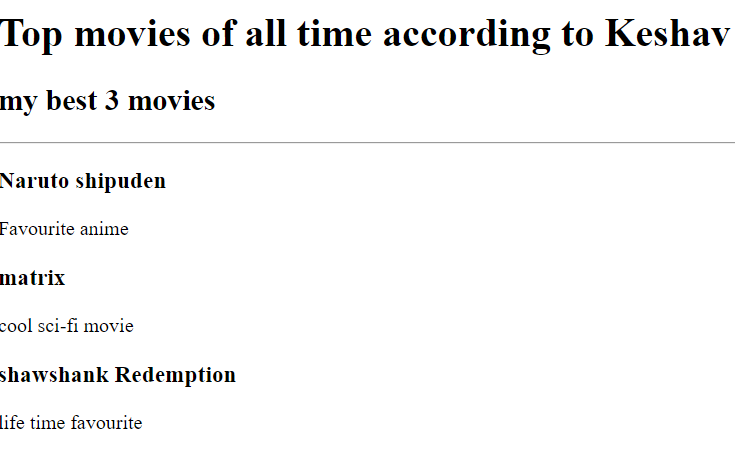 Top movies of all time according to Keshav
my best 3 movies
Naruto shipuden
Favourite anime
matrix
cool sci-fi movie
shawshank Redemption
life time favourite